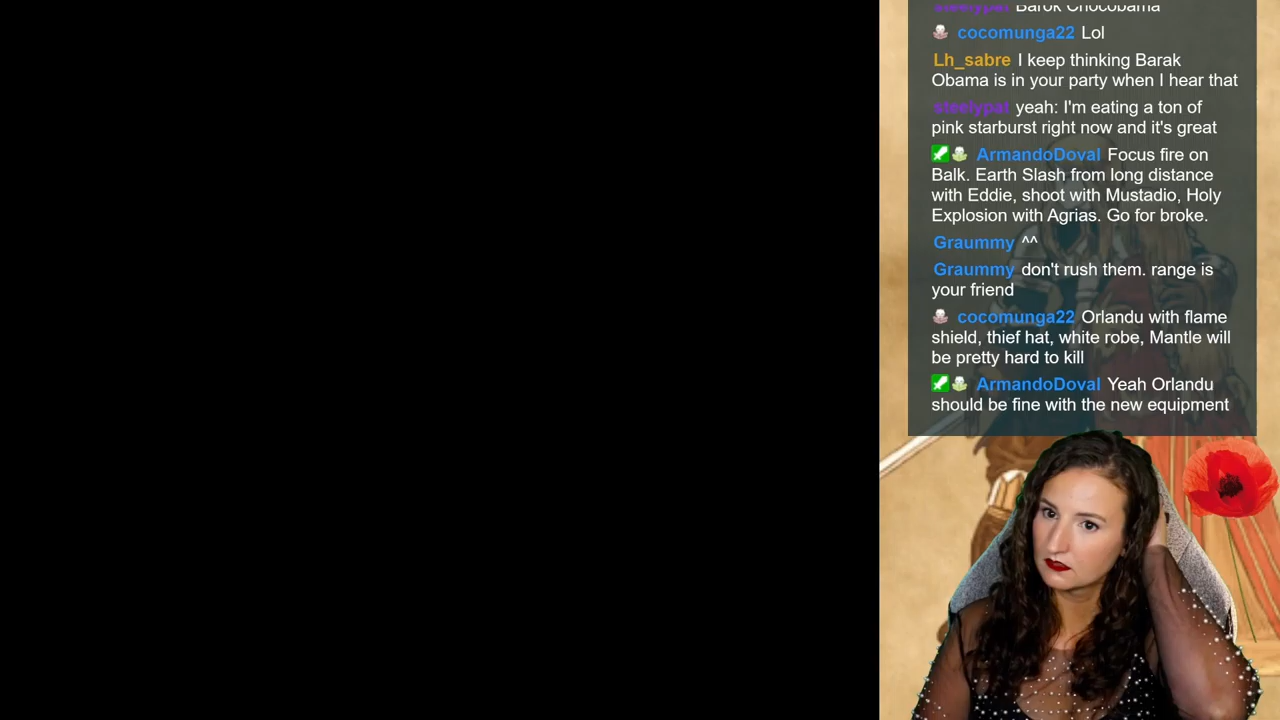 steelypat Barok Chocobama
cocomunga22 Lol
Lh_sabre I keep thinking Barak
Obama is in your party when I hear that
steelypat yeah: I'm eating a ton of
pink starburst right now and it's great
ArmandoDoval Focus fire on
Balk. Earth Slash from long distance
with Eddie, shoot with Mustadio, Holy
Explosion with Agrias. Go for broke.
Graummy ^^
Graummy don't rush them. range is
your friend
cocomunga22 Orlandu with flame
shield, thief hat, white robe, Mantle will
be pretty hard to kill
ArmandoDoval Yeah Orlandu
should be fine with the new equipment